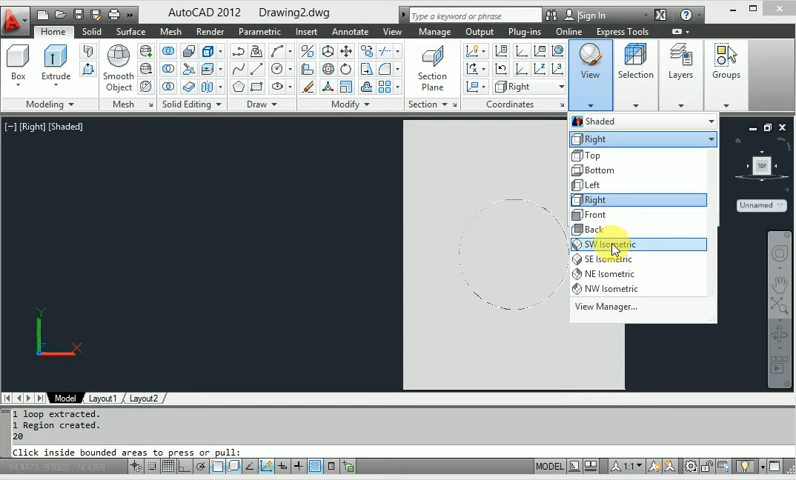 AutoCAD 2012 Drawing2.dwg
Type a keyword or phrase
Sign In
Home Solid Surface Mesh Render Parametric Insert Annotate View Manage Output Plug-ins Online Express Tools
Box
Extrude
Smooth
Object
Section
Plane
Right
View
Selection
Layers
Groups
Modeling Mesh Solid Editing Draw Modify Section Coordinates
[−] [Right] [Shaded]
Shaded
Right
Top
Bottom
Left
Right
Front
Back
SW Isometric
SE Isometric
NE Isometric
NW Isometric
View Manager...
TOP
Unnamed
Y
X
Model Layout1 Layout2
1 loop extracted.
1 Region created.
20
Click inside bounded areas to press or pull:
MODEL
1:1